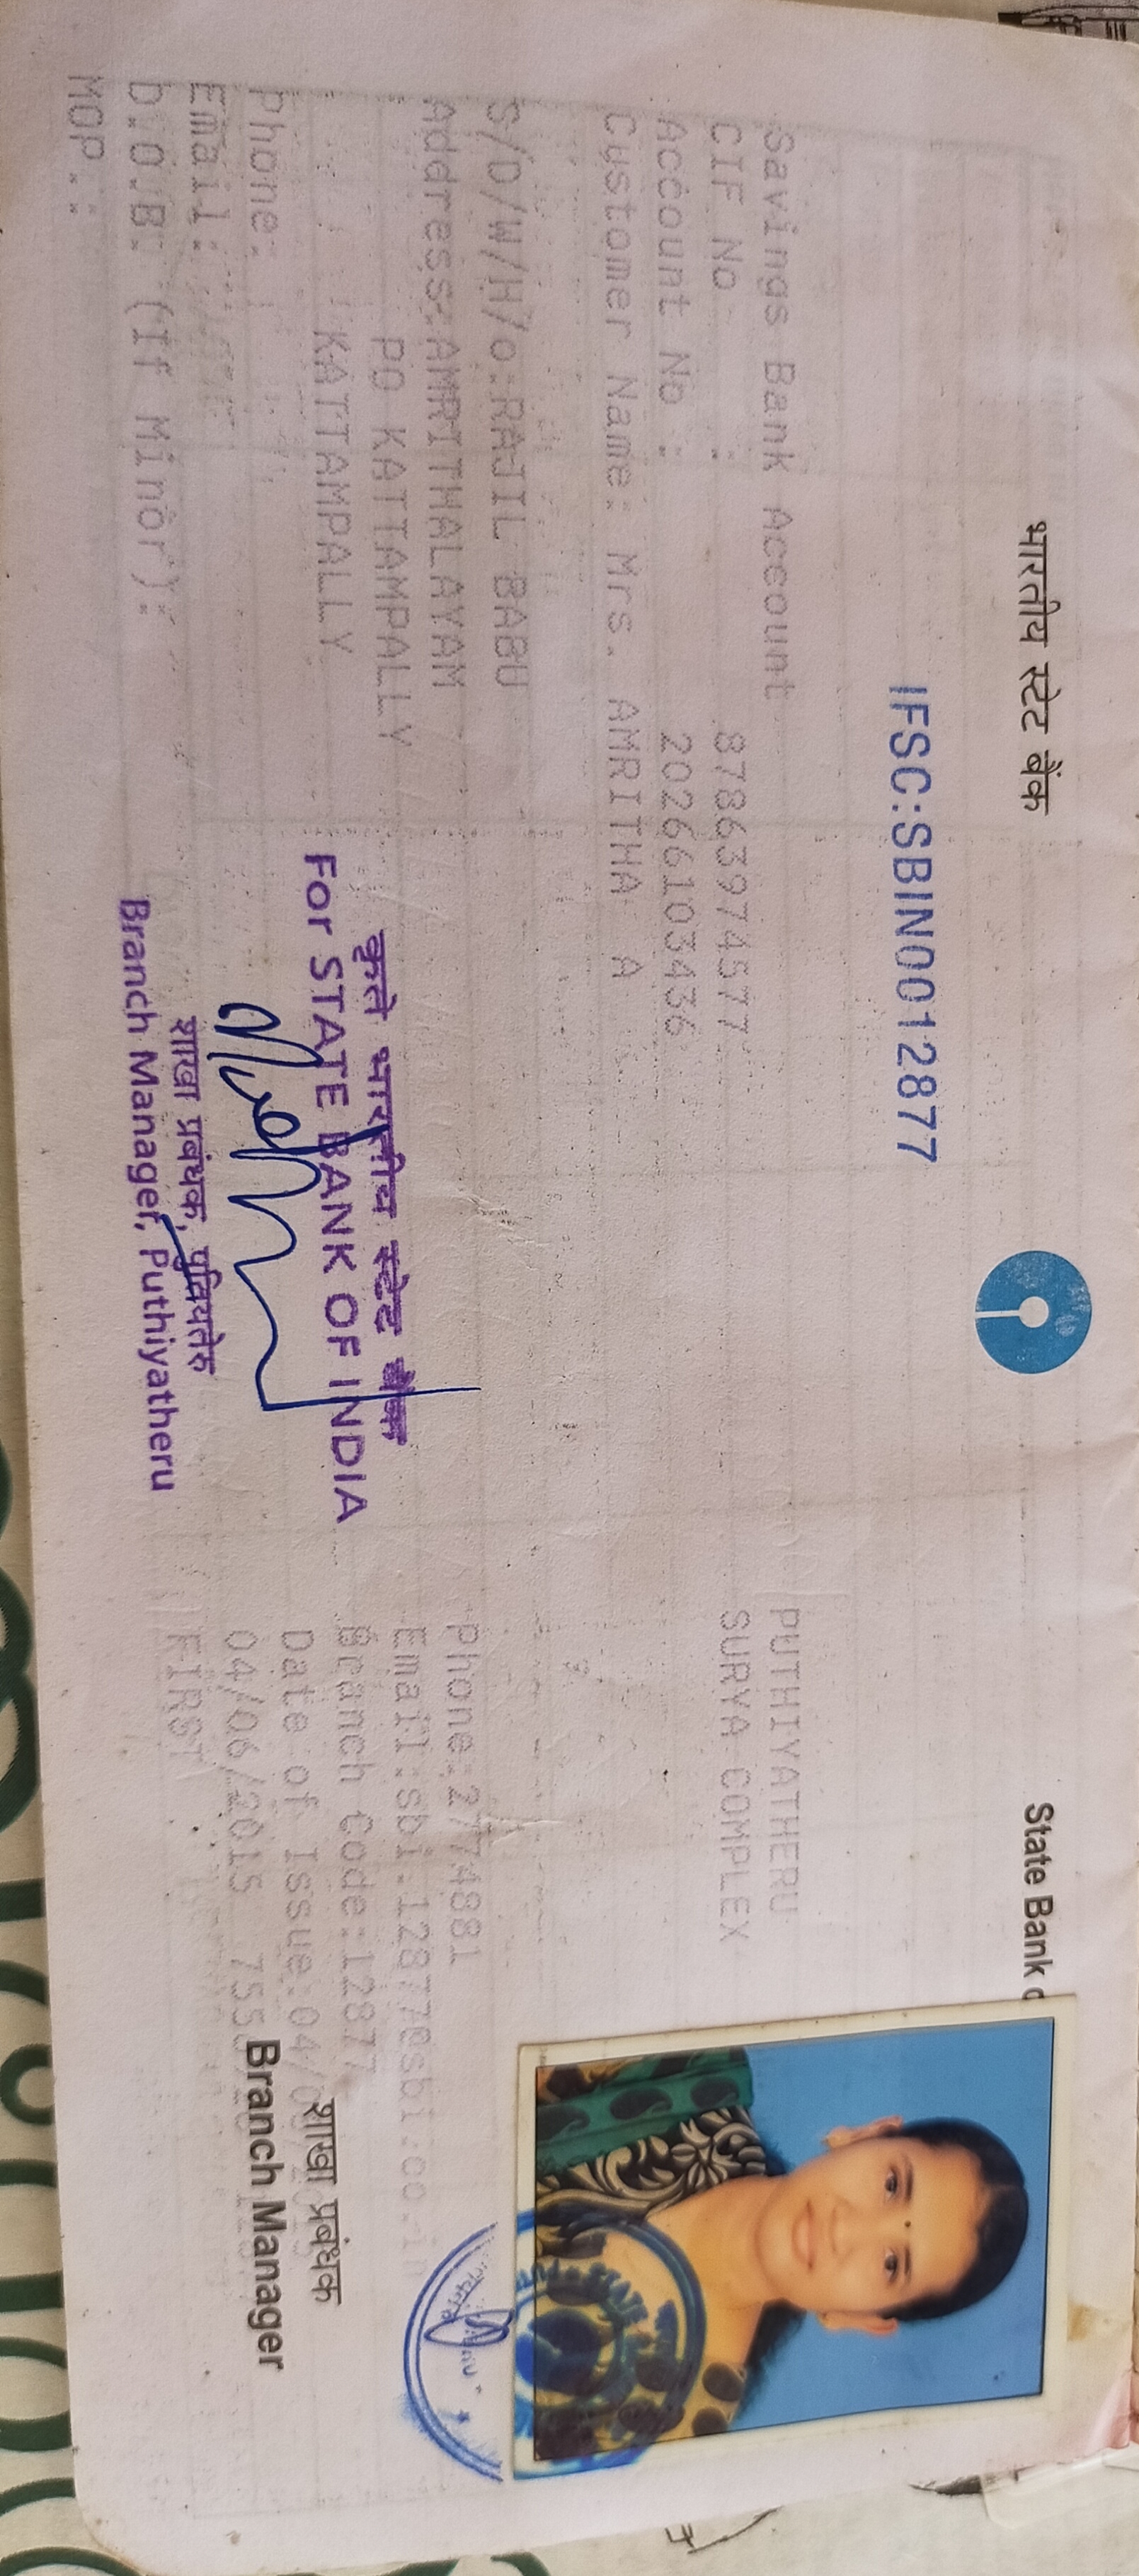 भारतीय स्टेट बैंक
State Bank
IFSC:SBIN0012877
Savings Bank Account
PUTHIYATHERU
CIF No : 87863974577
SURYA COMPLEX
Account No : 20266103436
Customer Name: Mrs. AMRITHA A
S/D/W/H/o:RAJIL BABU
Phone:2774881
Address:AMRITHALAYAM
PO KATTAMPALLY
Email:sbi.12877@sbi.co.in
KATTAMPALLY
Branch Code:12877
Phone:
Date of Issue:04/
Email:
04/06/2015
D.O.B. (If Minor):
FIRST
MOP.:
कृते भारतीय स्टेट बैंक
For STATE BANK OF INDIA
शाखा प्रबंधक, पुतियतेरु
Branch Manager, Puthiyatheru
शाखा प्रबंधक
Branch Manager